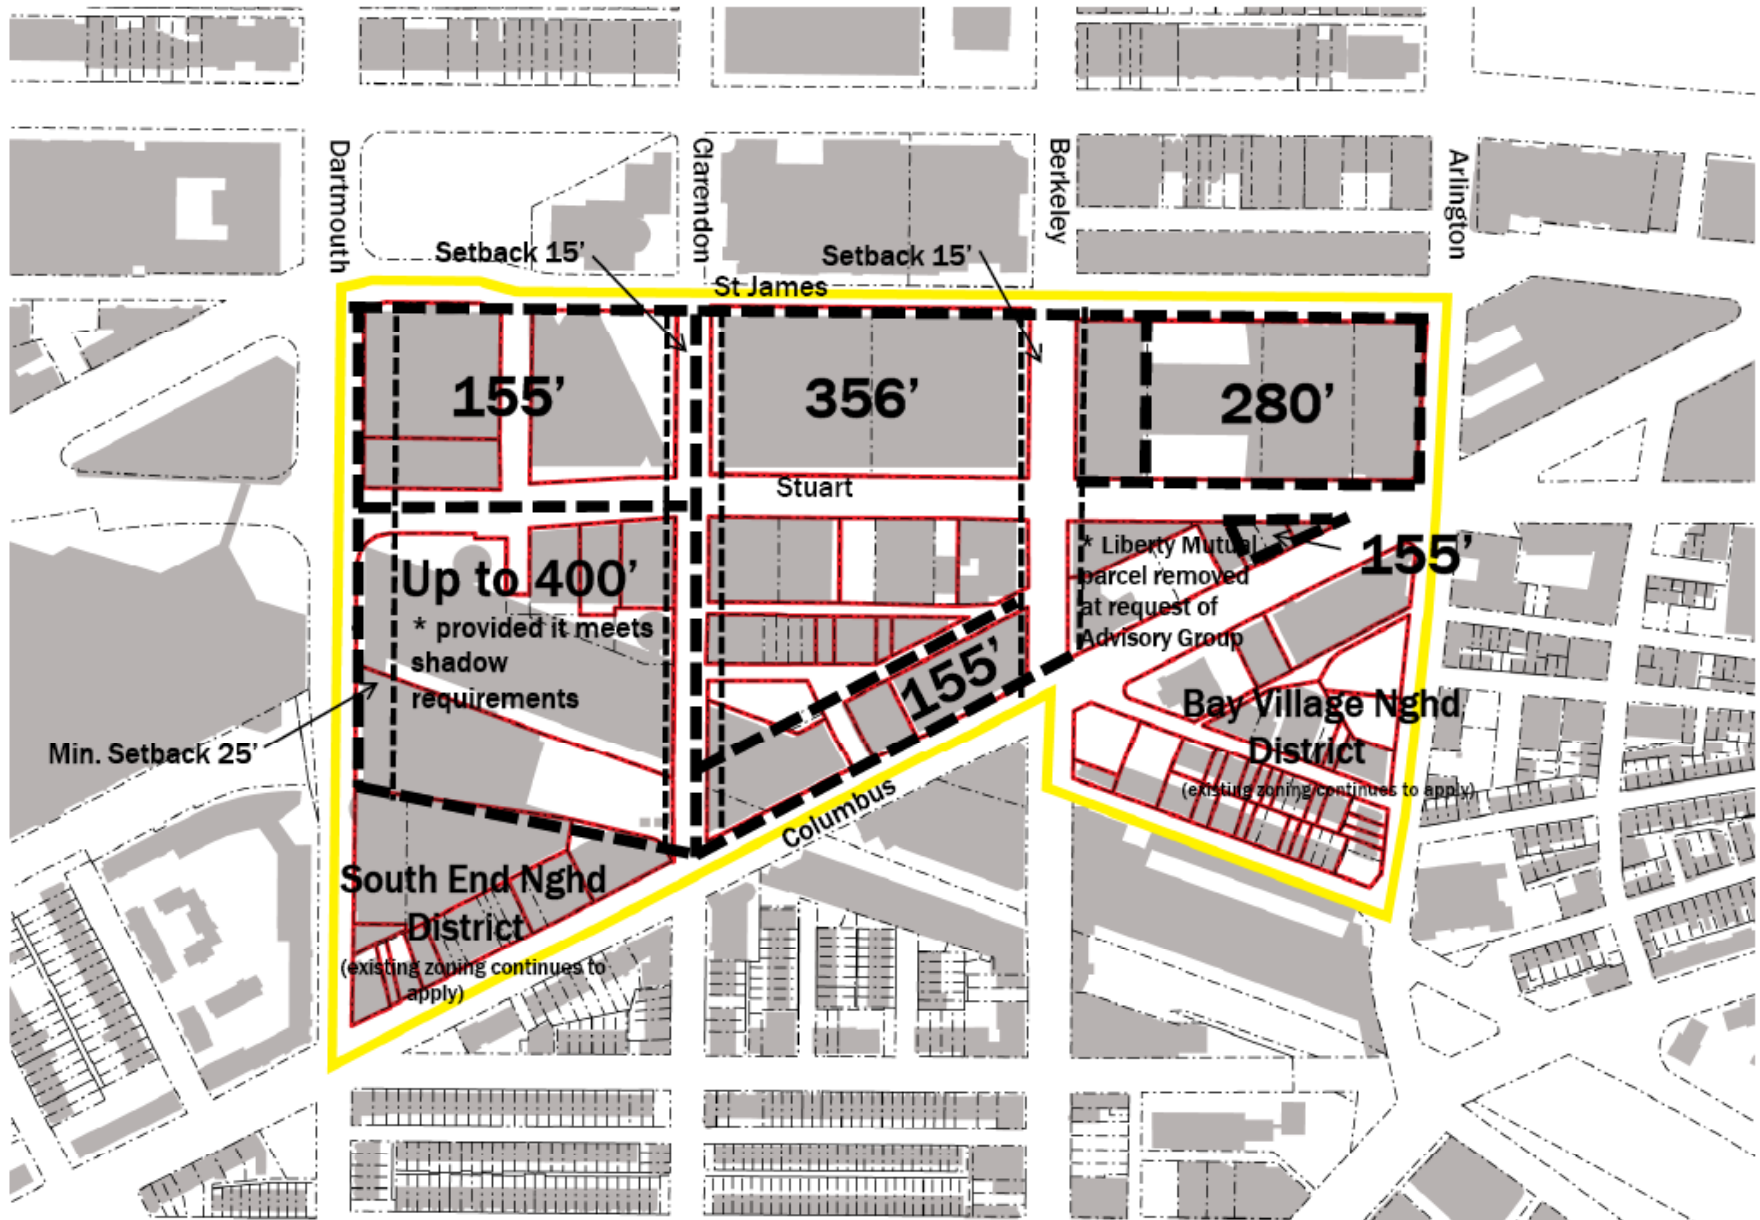 Dartmouth
Clarendon
Berkeley
Arlington
Setback 15'
Setback 15'
St James
155'
356'
280'
Stuart
Up to 400'
* provided it meets
shadow
requirements
* Liberty Mutual
parcel removed
at request of
Advisory Group
155'
155'
Min. Setback 25'
Bay Village Nghd
District
(existing zoning continues to apply)
Columbus
South End Nghd
District
(existing zoning continues to
apply)